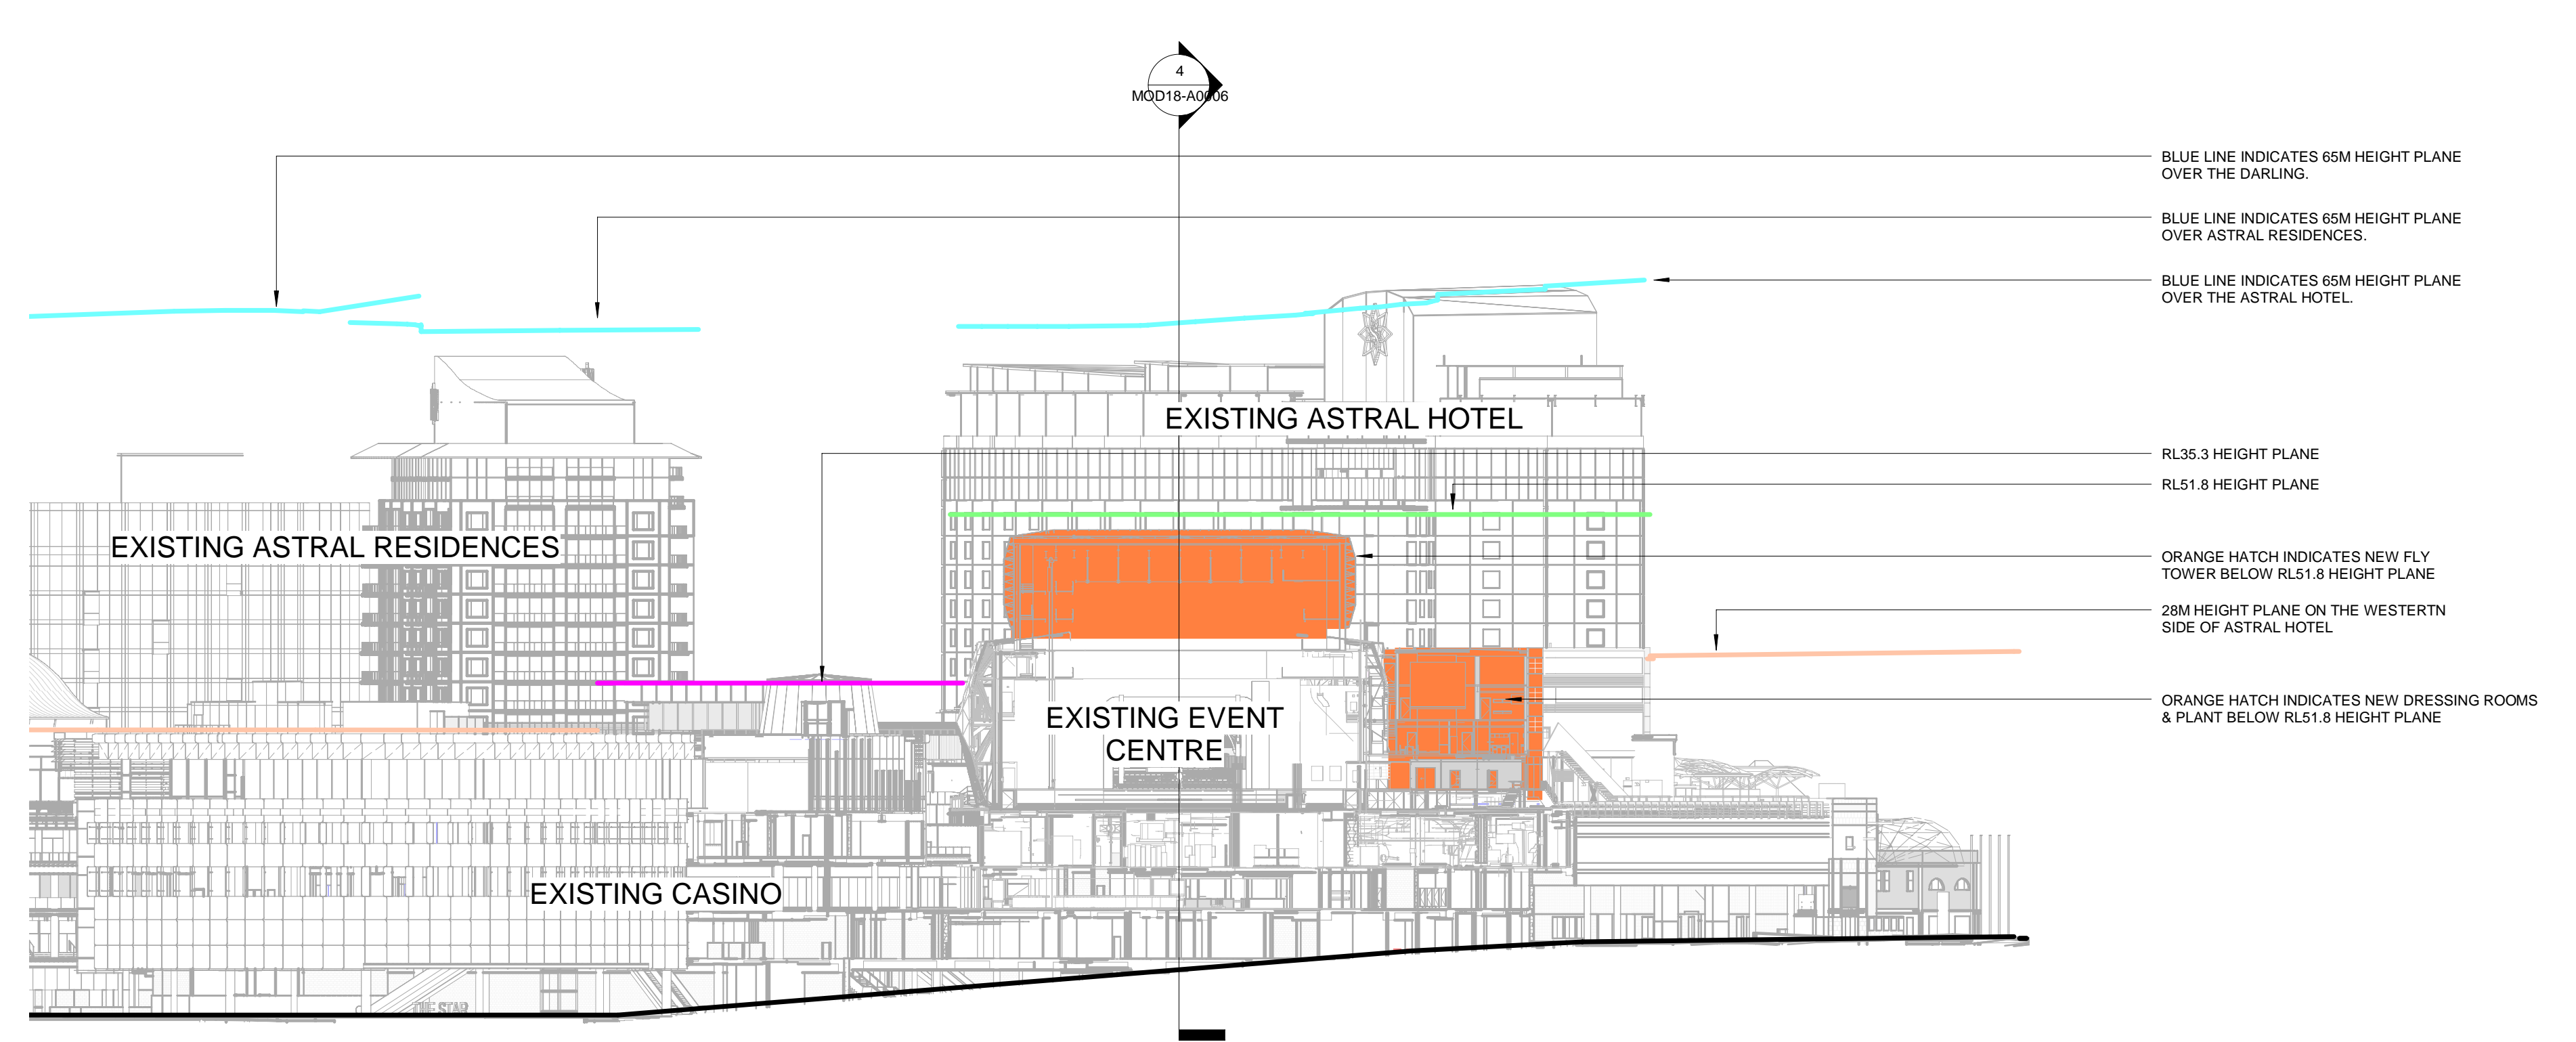 4
MOD18-A0006
BLUE LINE INDICATES 65M HEIGHT PLANE
OVER THE DARLING.
BLUE LINE INDICATES 65M HEIGHT PLANE
OVER ASTRAL RESIDENCES.
BLUE LINE INDICATES 65M HEIGHT PLANE
OVER THE ASTRAL HOTEL.
EXISTING ASTRAL HOTEL
RL35.3 HEIGHT PLANE
RL51.8 HEIGHT PLANE
EXISTING ASTRAL RESIDENCES
ORANGE HATCH INDICATES NEW FLY
TOWER BELOW RL51.8 HEIGHT PLANE
28M HEIGHT PLANE ON THE WESTERTN
SIDE OF ASTRAL HOTEL
ORANGE HATCH INDICATES NEW DRESSING ROOMS
& PLANT BELOW RL51.8 HEIGHT PLANE
EXISTING EVENT
CENTRE
EXISTING CASINO
THE STAR